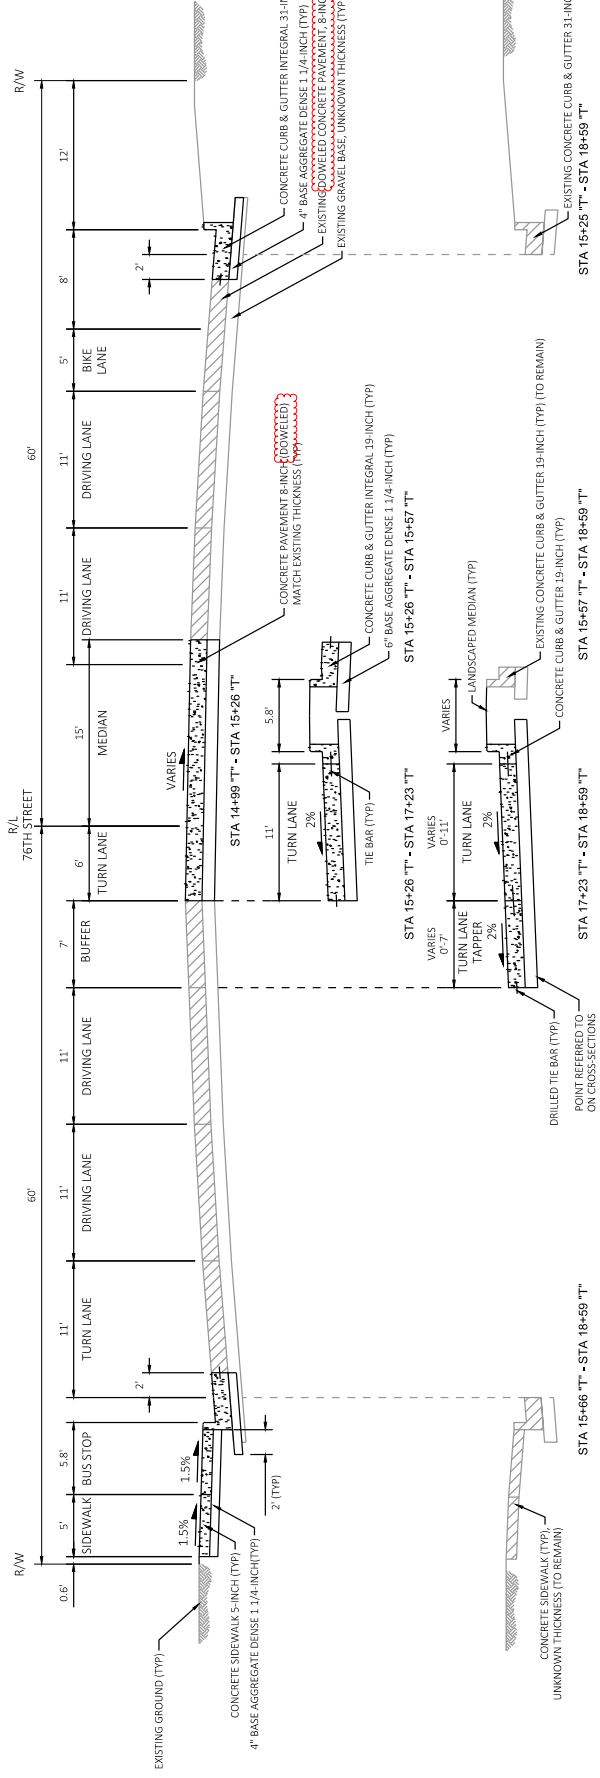 R/W
R/L
76TH STREET
R/W
60'
60'
0.6'
5'
5.8'
11'
11'
11'
7'
6'
15'
11'
11'
5'
8'
12'
SIDEWALK
BUS STOP
TURN LANE
DRIVING LANE
DRIVING LANE
BUFFER
TURN LANE
MEDIAN
DRIVING LANE
DRIVING LANE
BIKE
LANE
2'
2'
1.5%
1.5%
VARIES
EXISTING GROUND (TYP)
CONCRETE SIDEWALK 5-INCH (TYP)
4" BASE AGGREGATE DENSE 1 1/4-INCH(TYP)
2' (TYP)
STA 14+99 "T" - STA 15+26 "T"
CONCRETE PAVEMENT 8-INCH (DOWELED)
MATCH EXISTING THICKNESS (TYP)
CONCRETE CURB & GUTTER INTEGRAL 31-IN
4" BASE AGGREGATE DENSE 1 1/4-INCH (TYP)
EXISTING DOWELED CONCRETE PAVEMENT, 8-INC
EXISTING GRAVEL BASE, UNKNOWN THICKNESS (TYP
11'
TURN LANE
2%
5.8'
TIE BAR (TYP)
CONCRETE CURB & GUTTER INTEGRAL 19-INCH (TYP)
6" BASE AGGREGATE DENSE 1 1/4-INCH (TYP)
STA 15+26 "T" - STA 17+23 "T"
STA 15+26 "T" - STA 15+57 "T"
VARIES
0'-7'
TURN LANE
TAPPER
2%
VARIES
0'-11'
TURN LANE
2%
VARIES
LANDSCAPED MEDIAN (TYP)
EXISTING CONCRETE CURB & GUTTER 19-INCH (TYP) (TO REMAIN)
CONCRETE CURB & GUTTER 19-INCH (TYP)
DRILLED TIE BAR (TYP)
POINT REFERRED TO
ON CROSS-SECTIONS
CONCRETE SIDEWALK (TYP),
UNKNOWN THICKNESS (TO REMAIN)
EXISTING CONCRETE CURB & GUTTER 31-INC
STA 15+66 "T" - STA 18+59 "T"
STA 17+23 "T" - STA 18+59 "T"
STA 15+57 "T" - STA 18+59 "T"
STA 15+25 "T" - STA 18+59 "T"